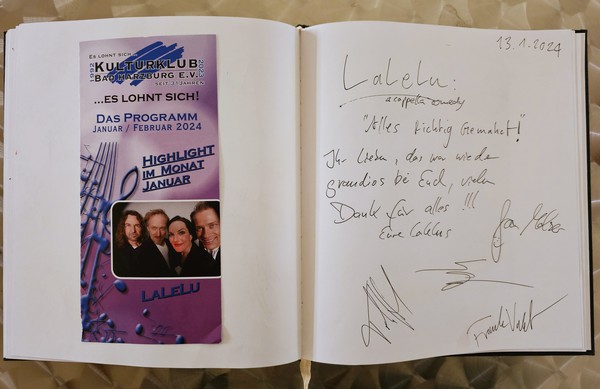 Es lohnt sich...
1992 Kulturklub 2023
Bad Harzburg e.V.
seit 31 Jahren
...es lohnt sich!
Das Programm
Januar / Februar 2024
Highlight
im Monat
Januar
LaLeLu
13.1.2024
LaLeLu:
a cappella comedy
"Alles Richtig Gemacht!"
Ihr Lieben, das war wieder
grandios bei Euch, vielen
Dank für alles !!!
Eure Lalelus